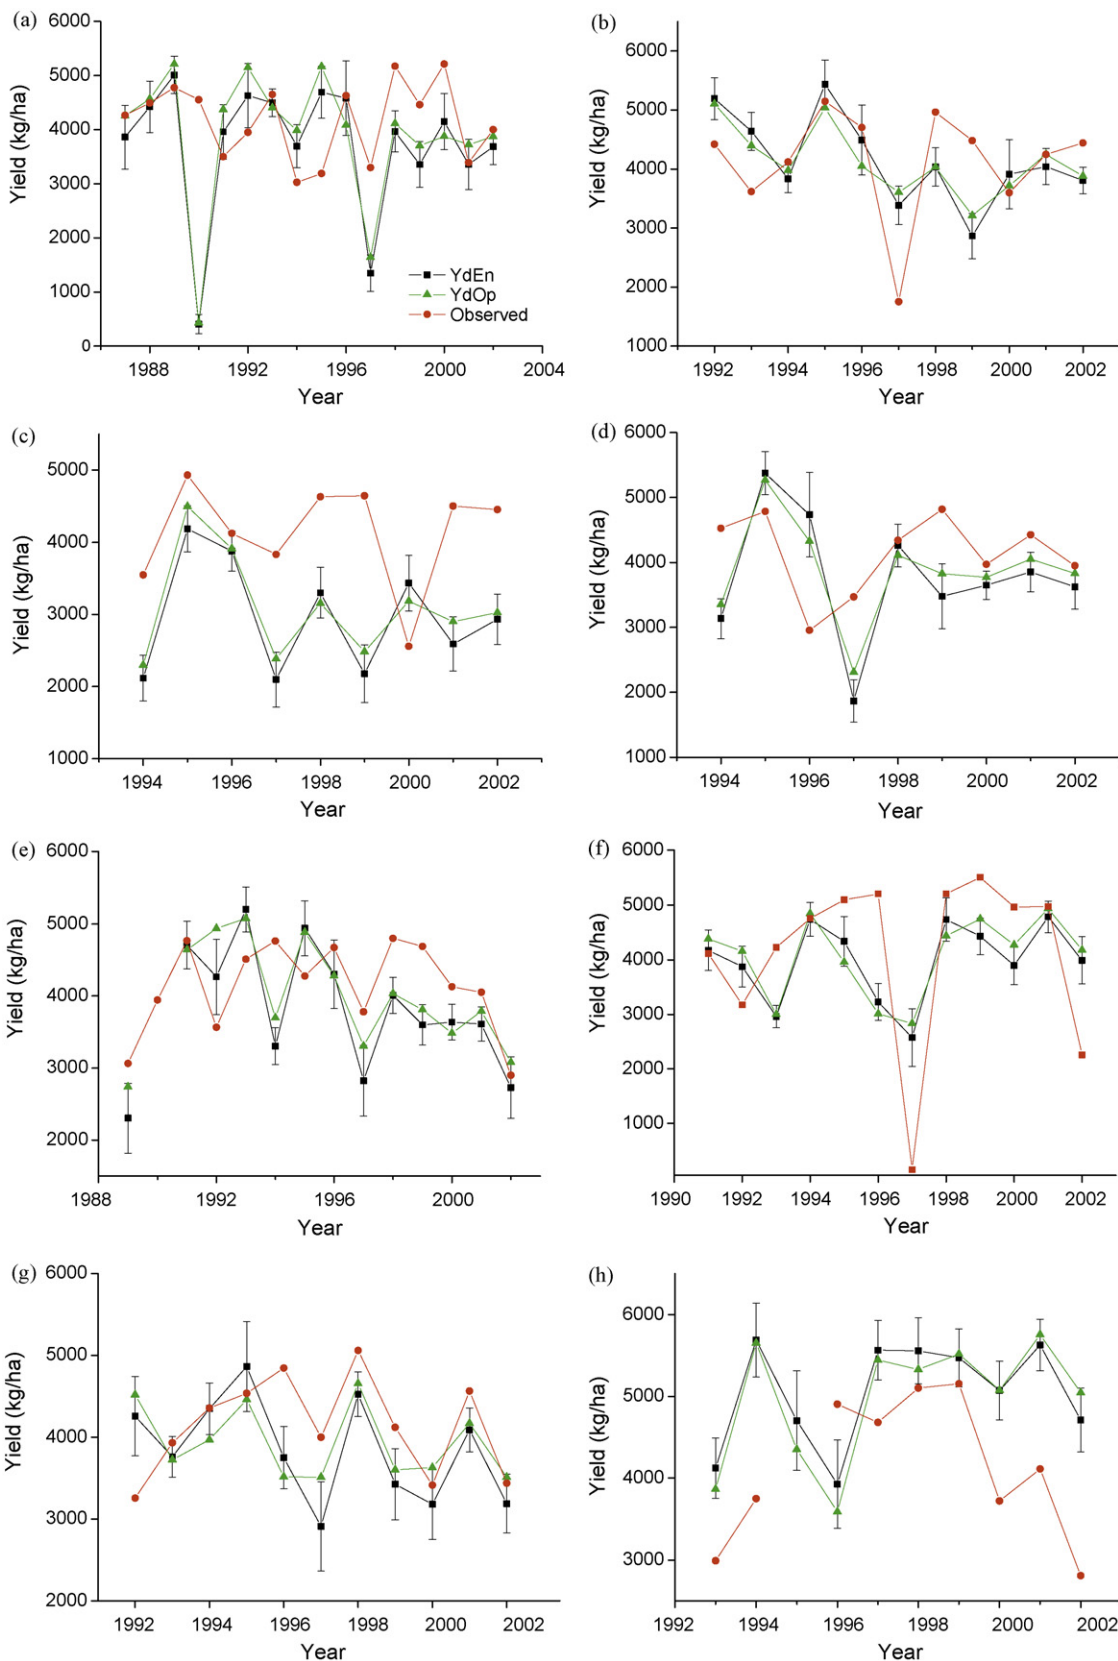 (a)
6000
5000
4000
3000
2000
1000
0
Yield (kg/ha)
YdEn
YdOp
Observed
1988 1992 1996 2000 2004
Year
(b)
6000
5000
4000
3000
2000
1000
Yield (kg/ha)
1992 1994 1996 1998 2000 2002
Year
(c)
5000
4000
3000
2000
1000
Yield (kg/ha)
1994 1996 1998 2000 2002
Year
(d)
6000
5000
4000
3000
2000
1000
Yield (kg/ha)
1994 1996 1998 2000 2002
Year
(e)
6000
5000
4000
3000
2000
Yield (kg/ha)
1988 1992 1996 2000
Year
(f)
6000
5000
4000
3000
2000
1000
Yield (kg/ha)
1990 1992 1994 1996 1998 2000 2002
Year
(g)
6000
5000
4000
3000
2000
Yield (kg/ha)
1992 1994 1996 1998 2000 2002
Year
(h)
6000
5000
4000
3000
Yield (kg/ha)
1992 1994 1996 1998 2000 2002
Year